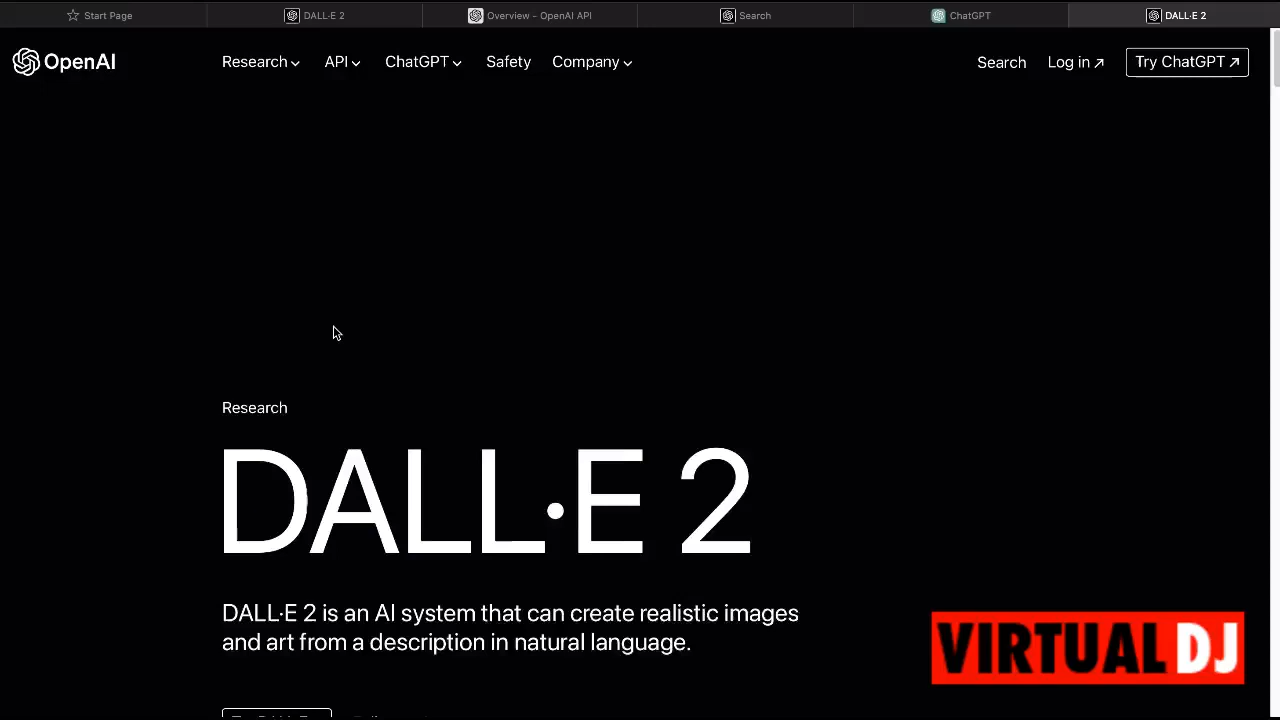 Start Page
DALL·E 2
Overview - OpenAI API
Search
ChatGPT
DALL·E 2
OpenAI
Research
API
ChatGPT
Safety
Company
Search
Log in ↗
Try ChatGPT ↗
Research
DALL·E 2
DALL·E 2 is an AI system that can create realistic images
and art from a description in natural language.
VIRTUAL DJ